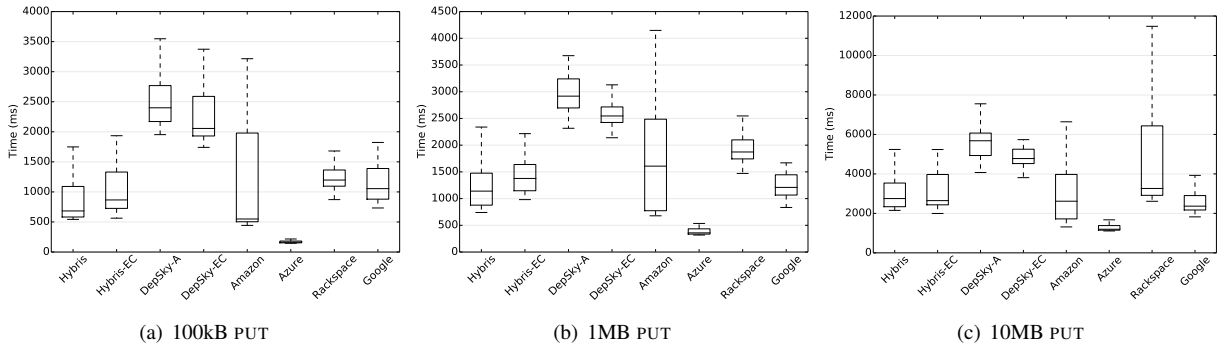 4000
3500
3000
2500
2000
1500
1000
500
0
Time (ms)
Hybris
Hybris-EC
DepSky-A
DepSky-EC
Amazon
Azure
Rackspace
Google
(a) 100kB PUT
4500
4000
3500
3000
2500
2000
1500
1000
500
0
Time (ms)
Hybris
Hybris-EC
DepSky-A
DepSky-EC
Amazon
Azure
Rackspace
Google
(b) 1MB PUT
12000
10000
8000
6000
4000
2000
0
Time (ms)
Hybris
Hybris-EC
DepSky-A
DepSky-EC
Amazon
Azure
Rackspace
Google
(c) 10MB PUT